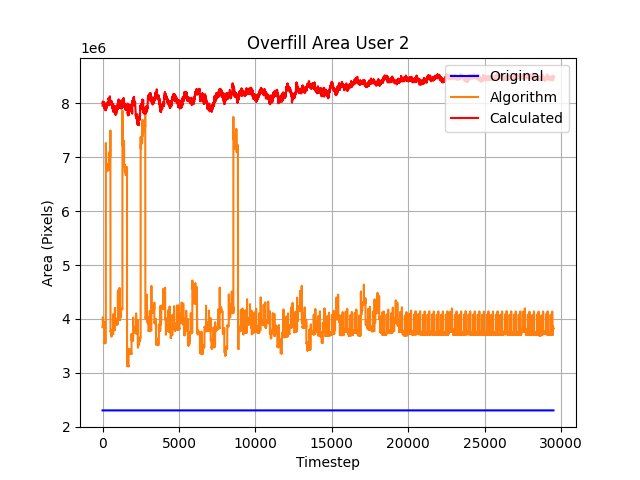 Overfill Area User 2
1e6
Original
Algorithm
Calculated
8
7
6
5
4
3
2
Area (Pixels)
0 5000 10000 15000 20000 25000 30000
Timestep